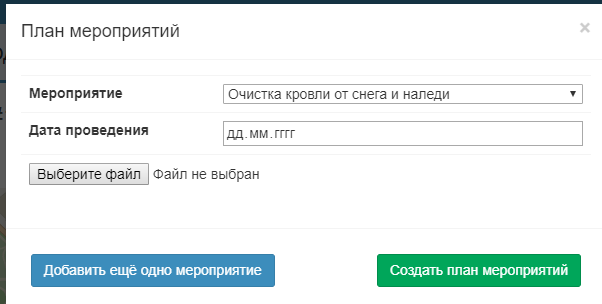 План мероприятий ×
Мероприятие Очистка кровли от снега и наледи
Дата проведения дд.мм.гггг
Выберите файл Файл не выбран
Добавить ещё одно мероприятие Создать план мероприятий